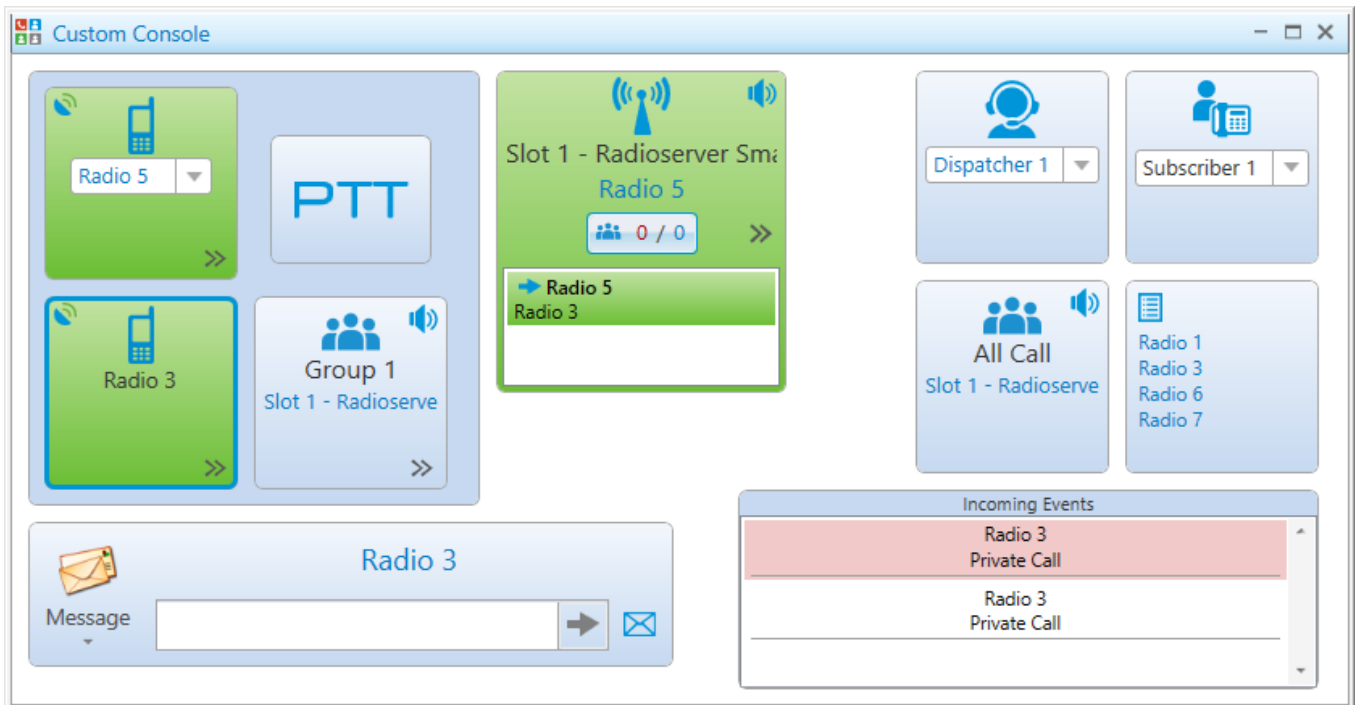 Custom Console
Radio 5
PTT
Radio 3
Group 1
Slot 1 - Radioserve
Slot 1 - Radioserver Sma
Radio 5
0 / 0
Radio 5
Radio 3
Dispatcher 1
Subscriber 1
All Call
Slot 1 - Radioserve
Radio 1
Radio 3
Radio 6
Radio 7
Message
Radio 3
Incoming Events
Radio 3
Private Call
Radio 3
Private Call